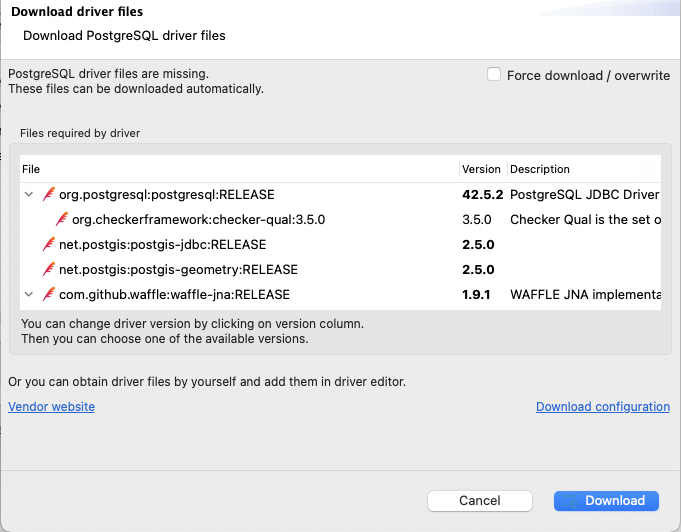 Download driver files
Download PostgreSQL driver files
PostgreSQL driver files are missing.
These files can be downloaded automatically.
Force download / overwrite
Files required by driver
File Version Description
org.postgresql:postgresql:RELEASE 42.5.2 PostgreSQL JDBC Driver
org.checkerframework:checker-qual:3.5.0 3.5.0 Checker Qual is the set o
net.postgis:postgis-jdbc:RELEASE 2.5.0
net.postgis:postgis-geometry:RELEASE 2.5.0
com.github.waffle:waffle-jna:RELEASE 1.9.1 WAFFLE JNA implementa
You can change driver version by clicking on version column.
Then you can choose one of the available versions.
Or you can obtain driver files by yourself and add them in driver editor.
Vendor website Download configuration
Cancel Download